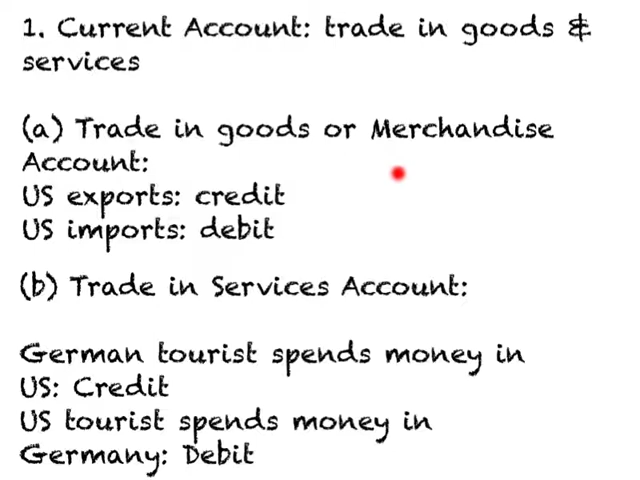 1. Current Account: trade in goods &
services
(a) Trade in goods or Merchandise
Account:
US exports: credit
US imports: debit
(b) Trade in Services Account:
German tourist spends money in
US: Credit
US tourist spends money in
Germany: Debit